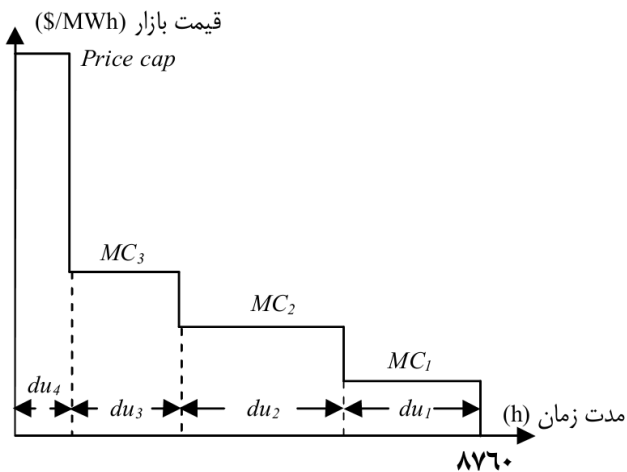 قیمت بازار ($/MWh)
Price cap
MC3
MC2
MC1
du4
du3
du2
du1
مدت زمان (h)
۸۷۶۰